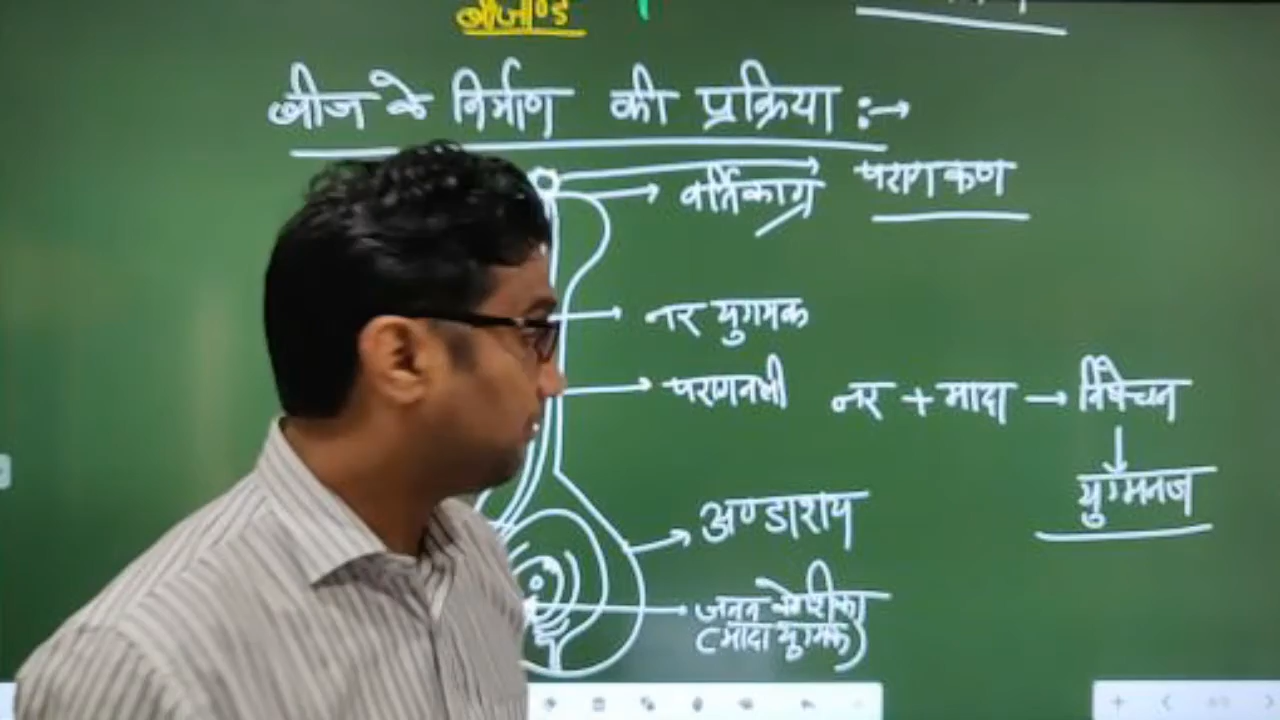 बीजाण्ड
बीज के निर्माण की प्रक्रिया :→
वर्तिकाग्र परागकण
नर युग्मक
परागनली नर + मादा → निषेचन
↓
युग्मनज
अण्डाशय
जनन कोशिका
(मादा युग्मक)